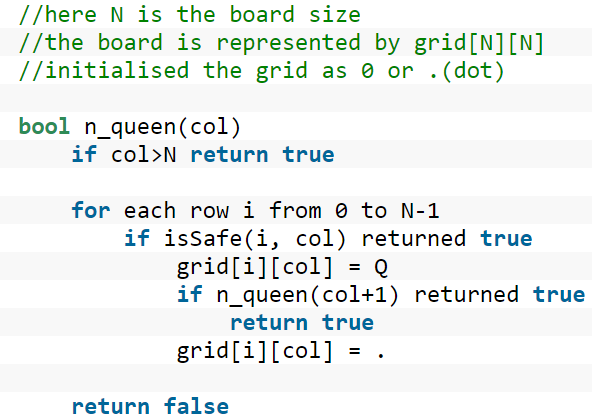 //here N is the board size
//the board is represented by grid[N][N]
//initialised the grid as 0 or .(dot)
bool n_queen(col)
if col>N return true
for each row i from 0 to N-1
if isSafe(i, col) returned true
grid[i][col] = Q
if n_queen(col+1) returned true
return true
grid[i][col] = .
return false